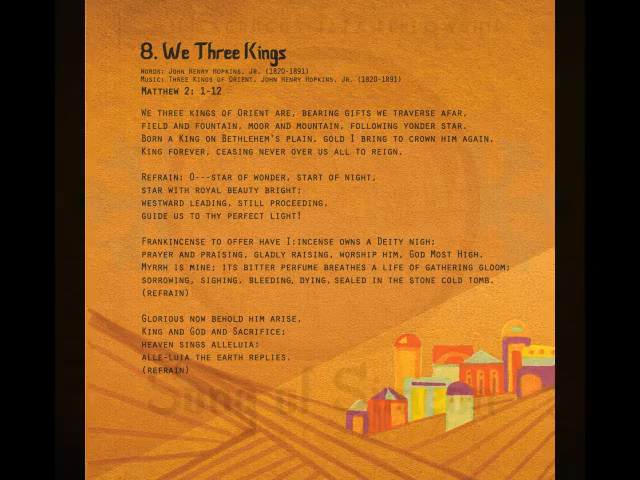 8. We Three Kings
Words: John Henry Hopkins, Jr. (1820-1891)
Music: Three Kings of Orient, John Henry Hopkins, Jr. (1820-1891)
Matthew 2: 1-12
We three kings of Orient are, bearing gifts we traverse afar,
field and fountain, moor and mountain, following yonder star.
Born a King on Bethlehem's plain, gold I bring to crown him again,
King forever, ceasing never over us all to reign.
Refrain: O---star of wonder, start of night,
star with royal beauty bright;
westward leading, still proceeding,
guide us to thy perfect light!
Frankincense to offer have I;incense owns a Deity nigh;
prayer and praising, gladly raising, worship him, God Most High.
Myrrh is mine; its bitter perfume breathes a life of gathering gloom;
sorrowing, sighing, bleeding, dying, sealed in the stone cold tomb.
(refrain)
Glorious now behold him arise,
King and God and Sacrifice;
heaven sings alleluia:
alle-luia the earth replies.
(refrain)